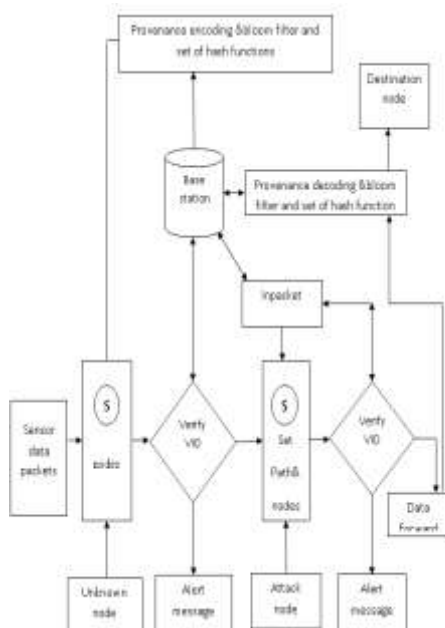 Provenance encoding &bloom filter and
set of hash functions
Destination
node
Base
station
Provenance decoding &bloom
filter and set of hash function
Inpasket
S
nodes
Verify
VID
S
Set
Path&
nodes
Verify
VID
Sensor
data
packets
Data
forward
Unknown
node
Alert
message
Attack
node
Alert
message